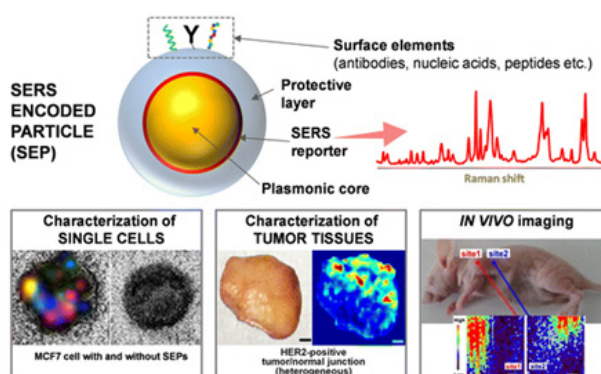 Surface elements
(antibodies, nucleic acids, peptides etc.)
SERS
ENCODED
PARTICLE
(SEP)
Protective
layer
SERS
reporter
Plasmonic core
Raman shift
Characterization of
SINGLE CELLS
MCF7 cell with and without SEPs
Characterization of
TUMOR TISSUES
HER2-positive
tumor/normal junction
(heterogeneous)
IN VIVO imaging
site1
site2
High
site1
site2